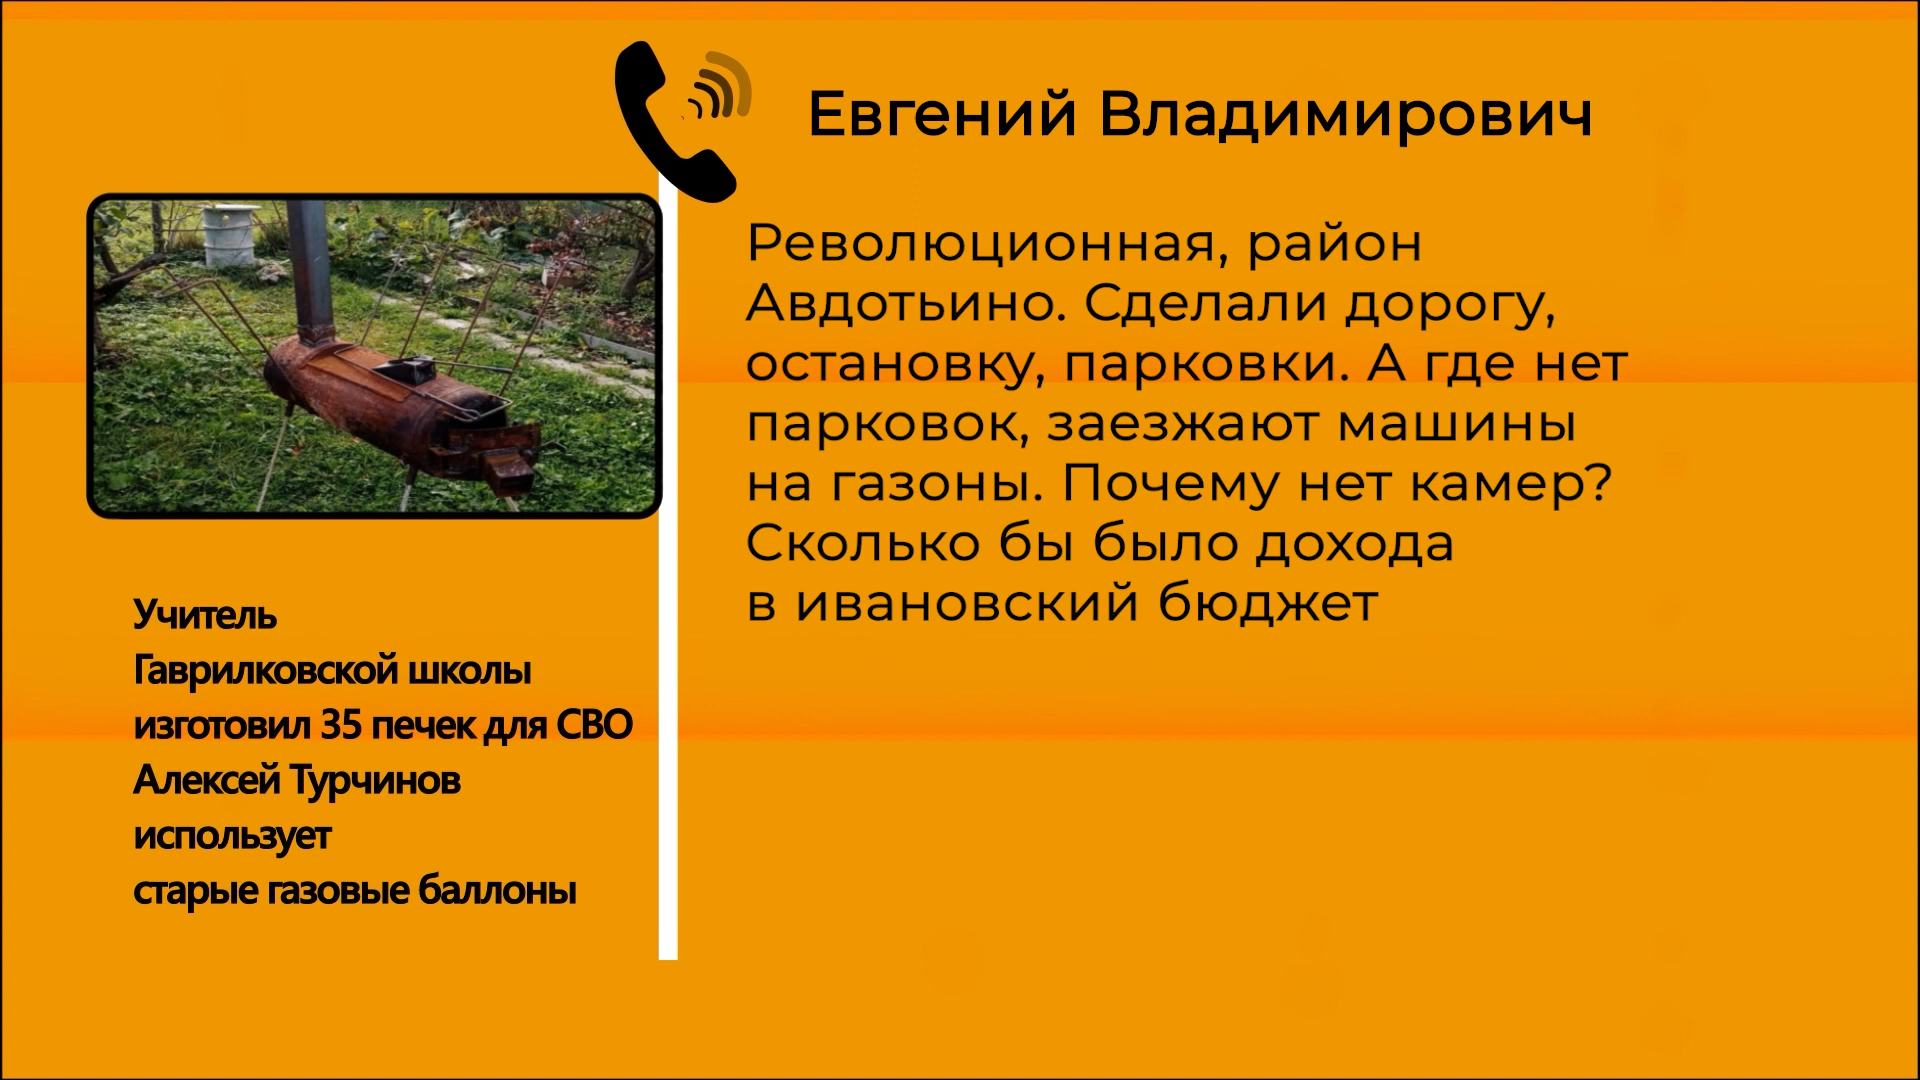 Евгений Владимирович
Революционная, район
Авдотьино. Сделали дорогу,
остановку, парковки. А где нет
парковок, заезжают машины
на газоны. Почему нет камер?
Сколько бы было дохода
в ивановский бюджет
Учитель
Гаврилковской школы
изготовил 35 печек для СВО
Алексей Турчинов
использует
старые газовые баллоны